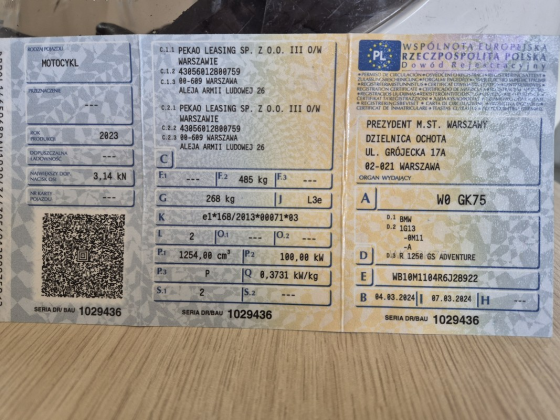 RODZAJ POJAZDU
MOTOCYKL
PRZEZNACZENIE
---
ROK PRODUKCJI
2023
DOPUSZCZALNA ŁADOWNOŚĆ
---
NAJWIĘKSZY DOP. NACISK OSI
3,14 kN
NR KARTY POJAZDU
---
SERIA DR/BAU 1029436
C.1.1 PEKAO LEASING SP. Z O.O. III O/W
WARSZAWIE
C.1.2 43056012800759
C.1.3 00-609 WARSZAWA
ALEJA ARMII LUDOWEJ 26
C.2.1 PEKAO LEASING SP. Z O.O. III O/W
WARSZAWIE
C.2.2 43056012800759
C.2.3 00-609 WARSZAWA
ALEJA ARMII LUDOWEJ 26
C
F.1 --- F.2 485 kg F.3 ---
G 268 kg J L3e
K e1*168/2013*00071*03
L 2 O.1 --- O.2 ---
P.1 1254,00 cm³ P.2 100,00 kW
P.3 P Q 0,3731 kW/kg
S.1 2 S.2 ---
SERIA DR/BAU 1029436
PL
WSPÓLNOTA EUROPEJSKA
RZECZPOSPOLITA POLSKA
Dowód Rejestracyjny
PREZYDENT M.ST. WARSZAWY
DZIELNICA OCHOTA
UL. GRÓJECKA 17A
02-021 WARSZAWA
ORGAN WYDAJĄCY
A W0 GK75
D.1 BMW
D.2 1G13
-0M11
-A
D D.3 R 1250 GS ADVENTURE
E WB10M1104R6J28922
B 04.03.2024 I 07.03.2024 H ---
SERIA DR/BAU 1029436